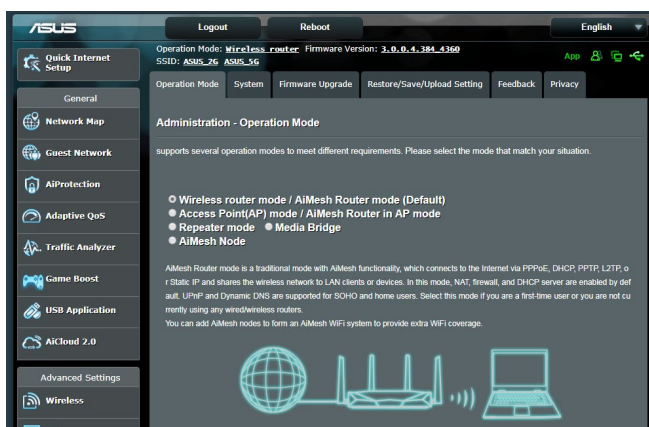 ASUS
Logout
Reboot
English
Quick Internet
Setup
Operation Mode: Wireless router Firmware Version: 3.0.0.4.384_4360
SSID: ASUS_2G ASUS_5G
App
Operation Mode
System
Firmware Upgrade
Restore/Save/Upload Setting
Feedback
Privacy
General
Network Map
Guest Network
AiProtection
Adaptive QoS
Traffic Analyzer
Game Boost
USB Application
AiCloud 2.0
Advanced Settings
Wireless
Administration - Operation Mode
supports several operation modes to meet different requirements. Please select the mode that match your situation.
Wireless router mode / AiMesh Router mode (Default)
Access Point(AP) mode / AiMesh Router in AP mode
Repeater mode Media Bridge
AiMesh Node
AiMesh Router mode is a traditional mode with AiMesh functionality, which connects to the Internet via PPPoE, DHCP, PPTP, L2TP, o
r Static IP and shares the wireless network to LAN clients or devices. In this mode, NAT, firewall, and DHCP server are enabled by def
ault. UPnP and Dynamic DNS are supported for SOHO and home users. Select this mode if you are a first-time user or you are not cu
rrently using any wired/wireless routers.
You can add AiMesh nodes to form an AiMesh WiFi system to provide extra WiFi coverage.